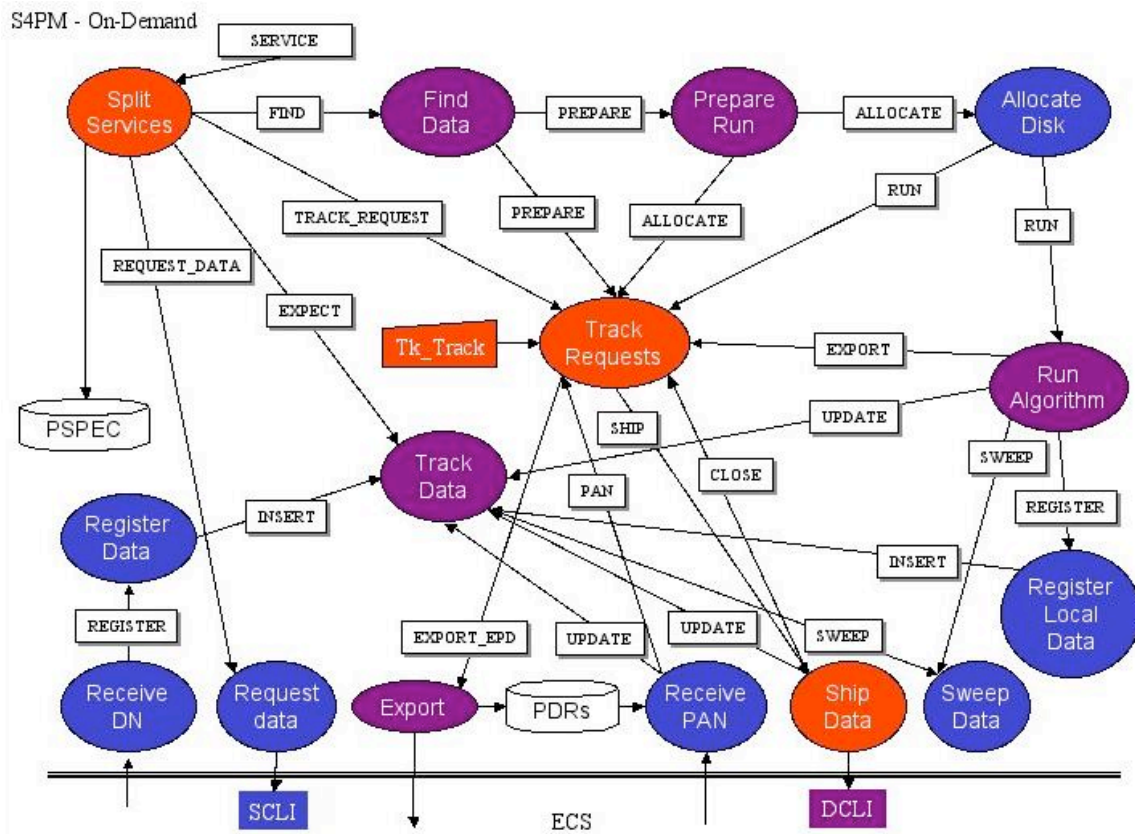 S4PM - On-Demand
SERVICE
Split
Services
FIND
Find
Data
PREPARE
Prepare
Run
ALLOCATE
Allocate
Disk
TRACK_REQUEST
PREPARE
ALLOCATE
RUN
RUN
REQUEST_DATA
EXPECT
Tk_Track
Track
Requests
EXPORT
Run
Algorithm
PSPEC
SHIP
UPDATE
Track
Data
PAN
CLOSE
SWEEP
REGISTER
Register
Data
INSERT
INSERT
Register
Local
Data
REGISTER
EXPORT_EPD
UPDATE
UPDATE
SWEEP
Receive
DN
Request
data
Export
PDRs
Receive
PAN
Ship
Data
Sweep
Data
SCLI
ECS
DCLI